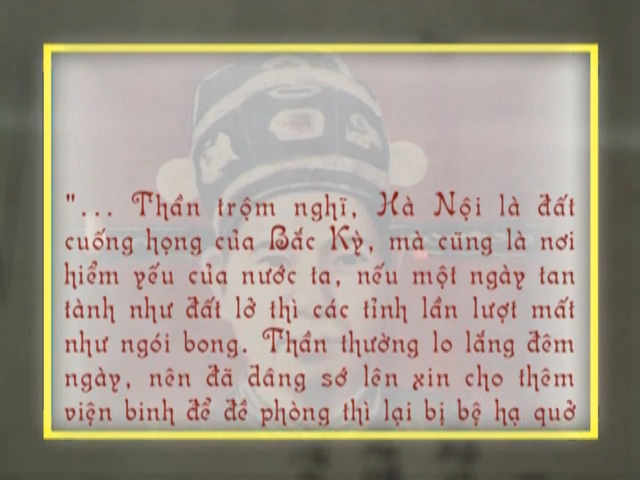 "... Thần trộm nghĩ, Hà Nội là đất
cuống họng của Bắc Kỳ, mà cũng là nơi
hiểm yếu của nước ta, nếu một ngày tan
tành như đất lở thì các tỉnh lần lượt mất
như ngói bong. Thần thường lo lắng đêm
ngày, nên đã dâng sớ lên xin cho thêm
viện binh để đề phòng thì lại bị bệ hạ quở